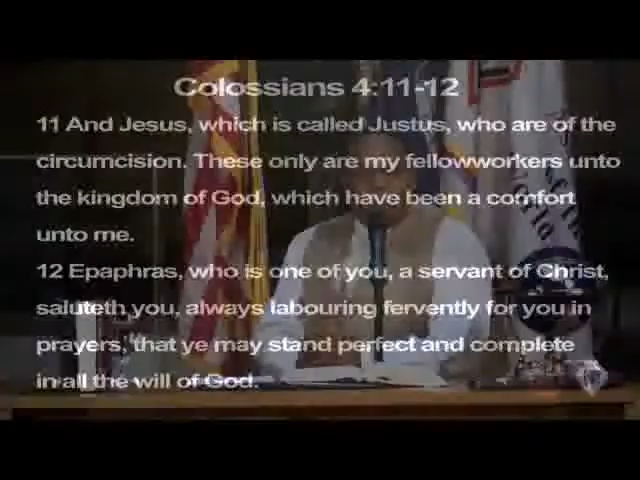 Colossians 4:11-12
11 And Jesus, which is called Justus, who are of the
circumcision. These only are my fellowworkers unto
the kingdom of God, which have been a comfort
unto me.
12 Epaphras, who is one of you, a servant of Christ,
saluteth you, always labouring fervently for you in
prayers, that ye may stand perfect and complete
in all the will of God.